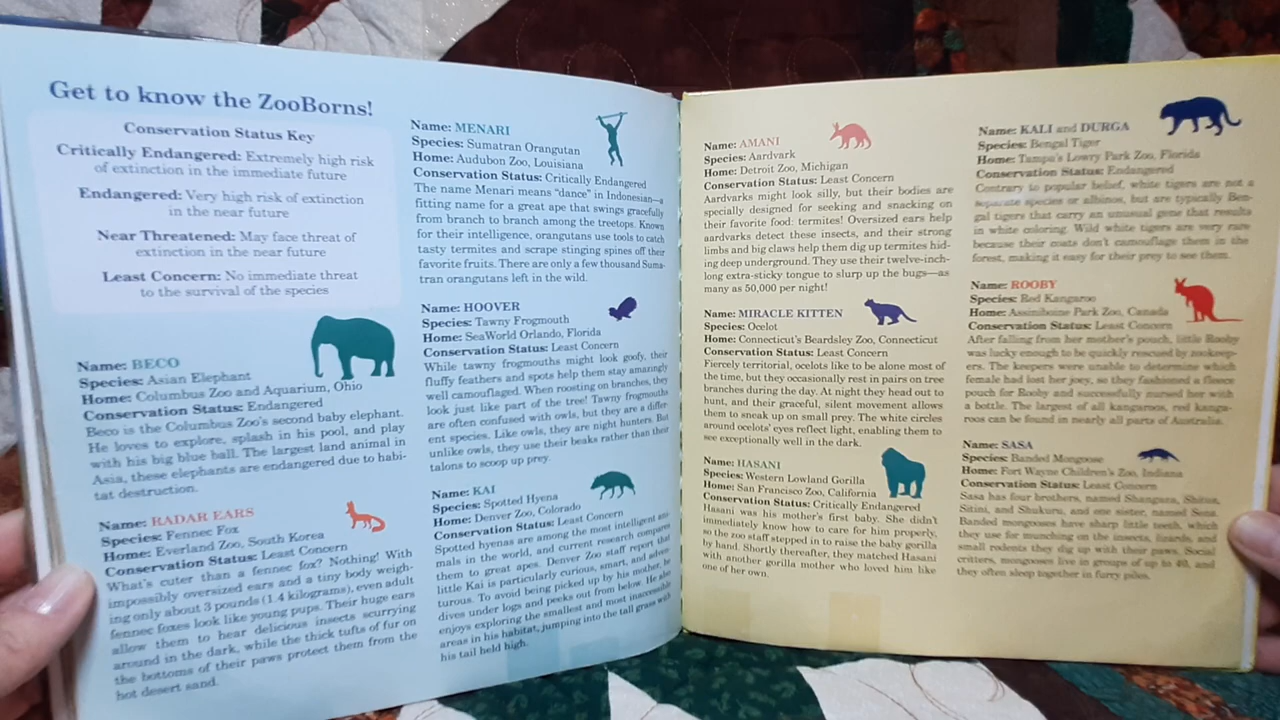 Get to know the ZooBorns!
Conservation Status Key
Critically Endangered: Extremely high risk
of extinction in the immediate future
Endangered: Very high risk of extinction
in the near future
Near Threatened: May face threat of
extinction in the near future
Least Concern: No immediate threat
to the survival of the species
Name: BECO
Species: Asian Elephant
Home: Columbus Zoo and Aquarium, Ohio
Conservation Status: Endangered
Beco is the Columbus Zoo's second baby elephant.
He loves to explore, splash in his pool, and play
with his big blue ball. The largest land animal in
Asia, these elephants are endangered due to habi-
tat destruction.
Name: RADAR EARS
Species: Fennec Fox
Home: Everland Zoo, South Korea
Conservation Status: Least Concern
What's cuter than a fennec fox? Nothing! With
impossibly oversized ears and a tiny body weigh-
ing only about 3 pounds (1.4 kilograms), even adult
fennec foxes look like young pups. Their huge ears
allow them to hear delicious insects scurrying
around in the dark, while the thick tufts of fur on
the bottoms of their paws protect them from the
hot desert sand.
Name: MENARI
Species: Sumatran Orangutan
Home: Audubon Zoo, Louisiana
Conservation Status: Critically Endangered
The name Menari means "dance" in Indonesian—a
fitting name for a great ape that swings gracefully
from branch to branch among the treetops. Known
for their intelligence, orangutans use tools to catch
tasty termites and scrape stinging spines off their
favorite fruits. There are only a few thousand Suma-
tran orangutans left in the wild.
Name: HOOVER
Species: Tawny Frogmouth
Home: SeaWorld Orlando, Florida
Conservation Status: Least Concern
While tawny frogmouths might look goofy, their
fluffy feathers and spots help them stay amazingly
well camouflaged. When roosting on branches, they
look just like part of the tree! Tawny frogmouths
are often confused with owls, but they are a differ-
ent species. Like owls, they are night hunters. But
unlike owls, they use their beaks rather than their
talons to scoop up prey.
Name: KAI
Species: Spotted Hyena
Home: Denver Zoo, Colorado
Conservation Status: Least Concern
Spotted hyenas are among the most intelligent ani-
mals in the world, and current research compares
them to great apes. Denver Zoo staff report that
little Kai is particularly curious, smart, and adven-
turous. To avoid being picked up by his mother, he
dives under logs and peeks out from below. He also
enjoys exploring the smallest and most inaccessible
areas in his habitat, jumping into the tall grass with
his tail held high.
Name: AMANI
Species: Aardvark
Home: Detroit Zoo, Michigan
Conservation Status: Least Concern
Aardvarks might look silly, but their bodies are
specially designed for seeking and snacking on
their favorite food: termites! Oversized ears help
aardvarks detect these insects, and their strong
limbs and big claws help them dig up termites hid-
ing deep underground. They use their twelve-inch-
long extra-sticky tongue to slurp up the bugs—as
many as 50,000 per night!
Name: MIRACLE KITTEN
Species: Ocelot
Home: Connecticut's Beardsley Zoo, Connecticut
Conservation Status: Least Concern
Fiercely territorial, ocelots like to be alone most of
the time, but they occasionally rest in pairs on tree
branches during the day. At night they head out to
hunt, and their graceful, silent movement allows
them to sneak up on small prey. The white circles
around ocelots' eyes reflect light, enabling them to
see exceptionally well in the dark.
Name: HASANI
Species: Western Lowland Gorilla
Home: San Francisco Zoo, California
Conservation Status: Critically Endangered
Hasani was his mother's first baby. She didn't
immediately know how to care for him properly,
so the zoo staff stepped in to raise the baby gorilla
by hand. Shortly thereafter, they matched Hasani
with another gorilla mother who loved him like
one of her own.
Name: KALI and DURGA
Species: Bengal Tiger
Home: Tampa's Lowry Park Zoo, Florida
Conservation Status: Endangered
Contrary to popular belief, white tigers are not a
separate species or albinos, but are typically Ben-
gal tigers that carry an unusual gene that results
in white coloring. Wild white tigers are very rare
because their coats don't camouflage them in the
forest, making it easy for their prey to see them.
Name: ROOBY
Species: Red Kangaroo
Home: Assiniboine Park Zoo, Canada
Conservation Status: Least Concern
After falling from her mother's pouch, little Rooby
was lucky enough to be quickly rescued by zookeep-
ers. The keepers were unable to determine which
female had lost her joey, so they fashioned a fleece
pouch for Rooby and successfully nursed her with
a bottle. The largest of all kangaroos, red kanga-
roos can be found in nearly all parts of Australia.
Name: SASA
Species: Banded Mongoose
Home: Fort Wayne Children's Zoo, Indiana
Conservation Status: Least Concern
Sasa has four brothers, named Shangana, Shitua,
Sitini, and Shukuru, and one sister, named Sena.
Banded mongooses have sharp little teeth, which
they use for munching on the insects, lizards, and
small rodents they dig up with their paws. Social
critters, mongooses live in groups of up to 40, and
they often sleep together in furry piles.